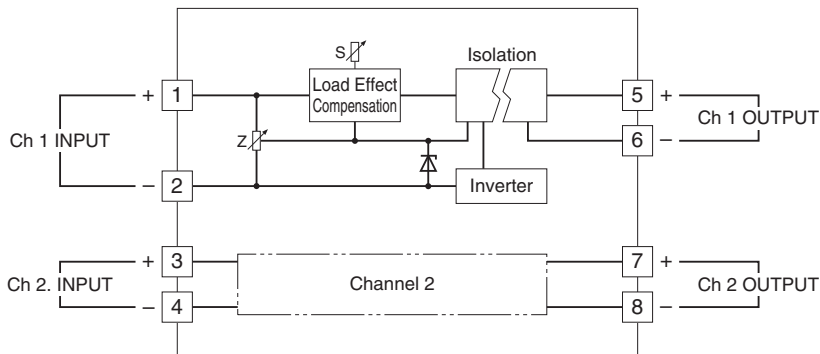 S
Isolation
Load Effect
Compensation
+ 1
5 +
Ch 1 INPUT
Ch 1 OUTPUT
Z
6 –
– 2
Inverter
+ 3
7 +
Ch 2. INPUT
Channel 2
Ch 2 OUTPUT
– 4
8 –